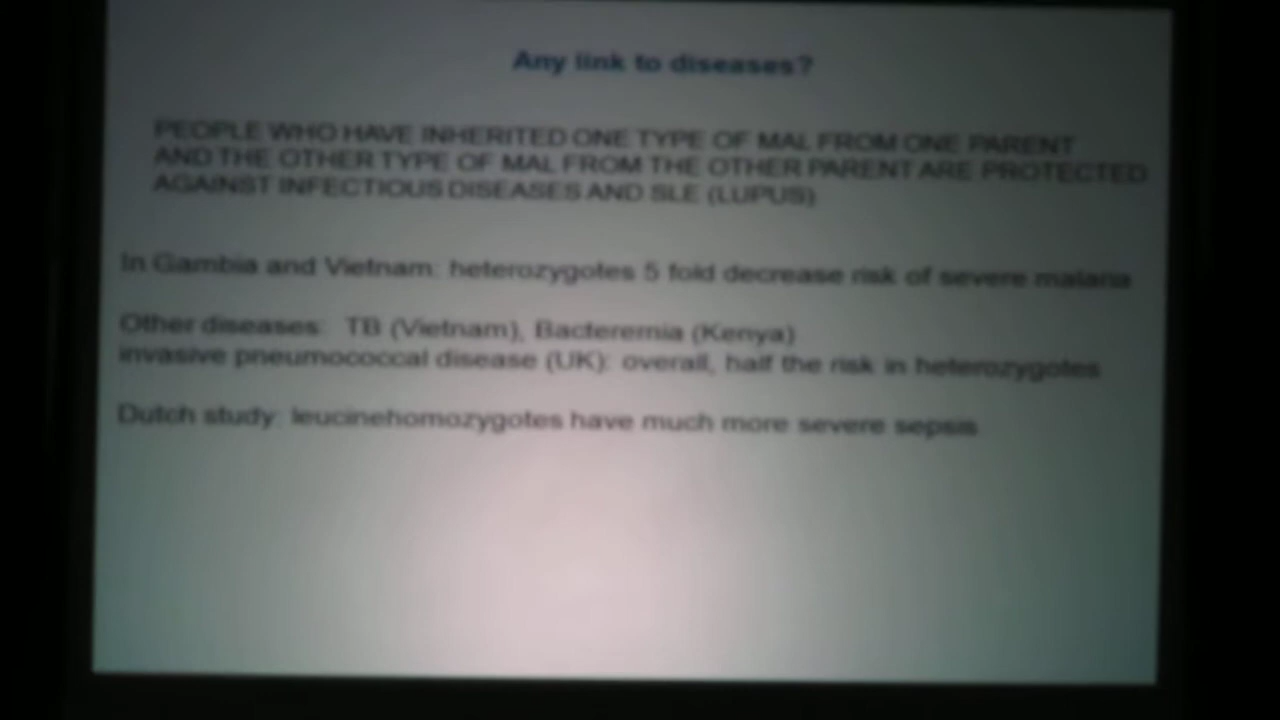 Any link to diseases?
PEOPLE WHO HAVE INHERITED ONE TYPE OF MAL FROM ONE PARENT
AND THE OTHER TYPE OF MAL FROM THE OTHER PARENT ARE PROTECTED
AGAINST INFECTIOUS DISEASES AND SLE (LUPUS)
In Gambia and Vietnam: heterozygotes 5 fold decrease risk of severe malaria
Other diseases: TB (Vietnam), Bacteremia (Kenya)
invasive pneumococcal disease (UK): overall, half the risk in heterozygotes
Dutch study: leucinehomozygotes have much more severe sepsis